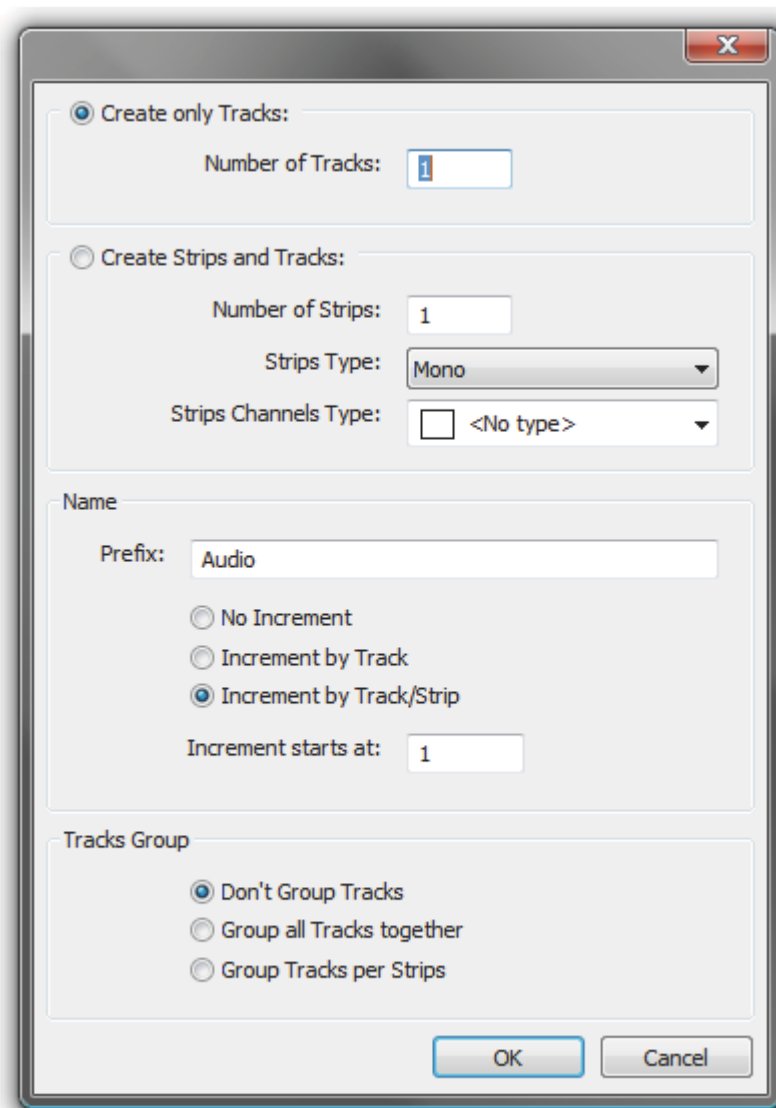 Create only Tracks:
Number of Tracks: 1
Create Strips and Tracks:
Number of Strips: 1
Strips Type: Mono
Strips Channels Type: <No type>
Name
Prefix: Audio
No Increment
Increment by Track
Increment by Track/Strip
Increment starts at: 1
Tracks Group
Don't Group Tracks
Group all Tracks together
Group Tracks per Strips
OK Cancel